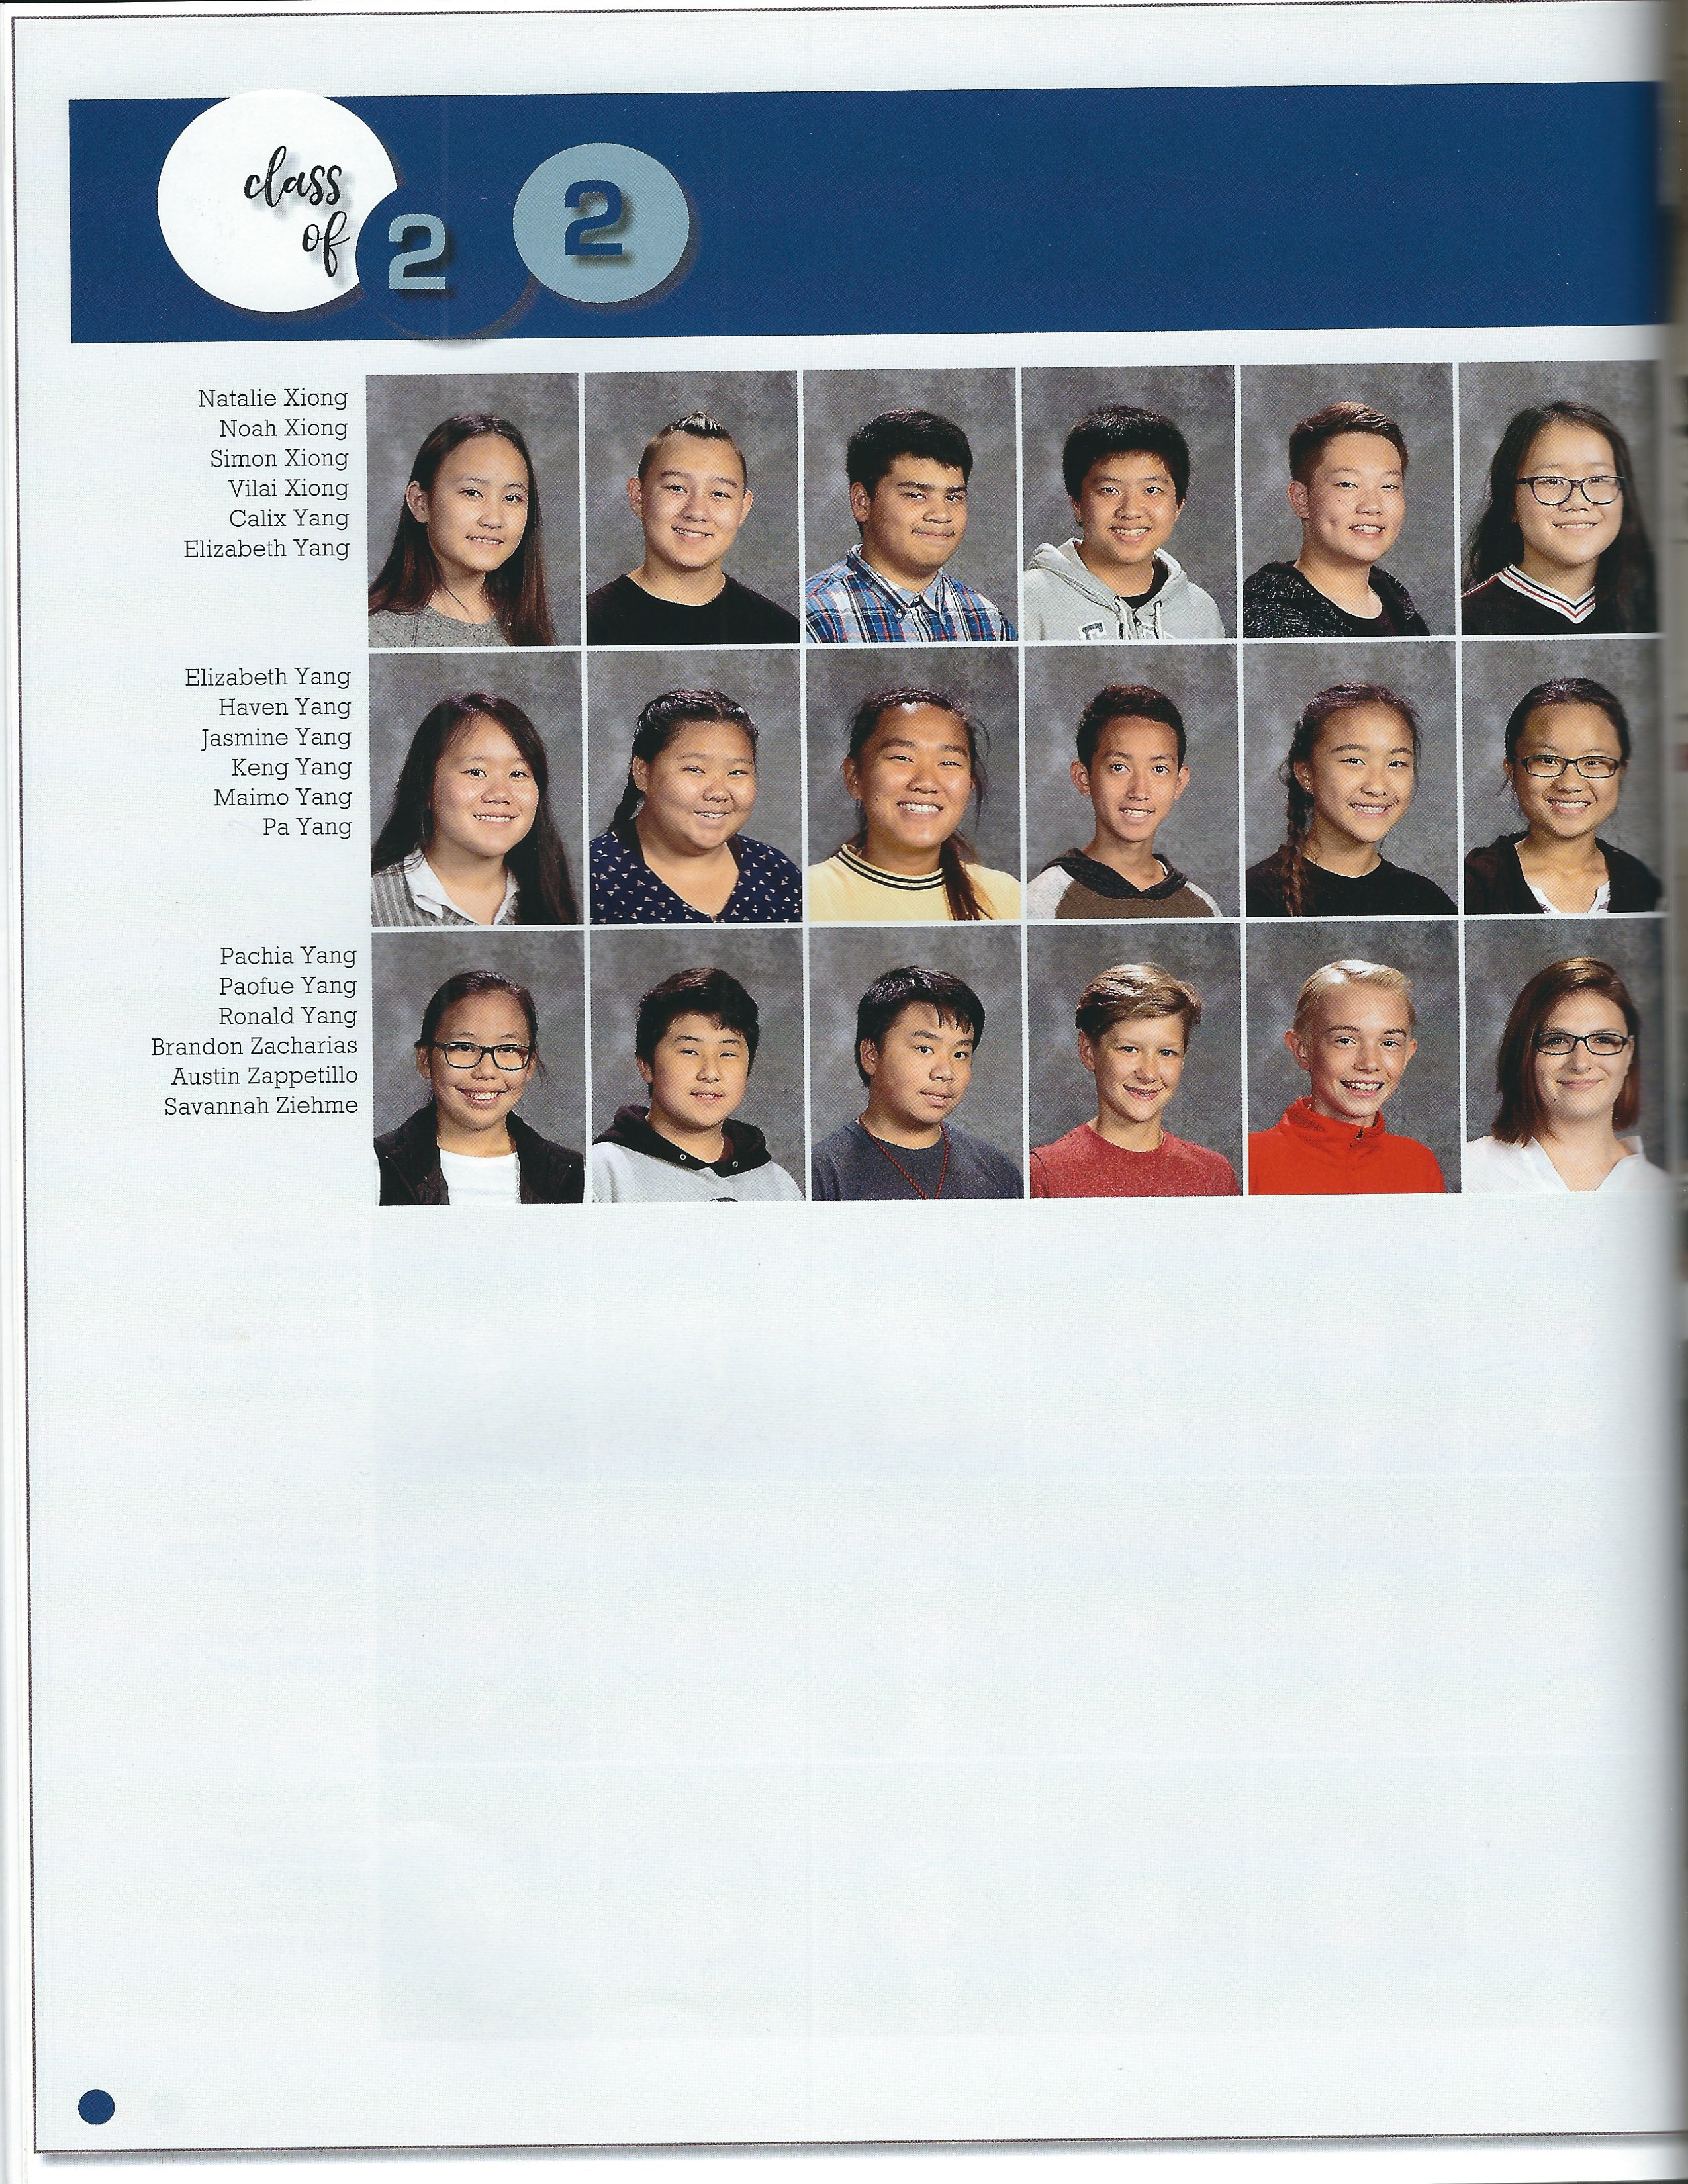 class
of
2 2
Natalie Xiong
Noah Xiong
Simon Xiong
Vilai Xiong
Calix Yang
Elizabeth Yang
Elizabeth Yang
Haven Yang
Jasmine Yang
Keng Yang
Maimo Yang
Pa Yang
Pachia Yang
Paofue Yang
Ronald Yang
Brandon Zacharias
Austin Zappetillo
Savannah Ziehme